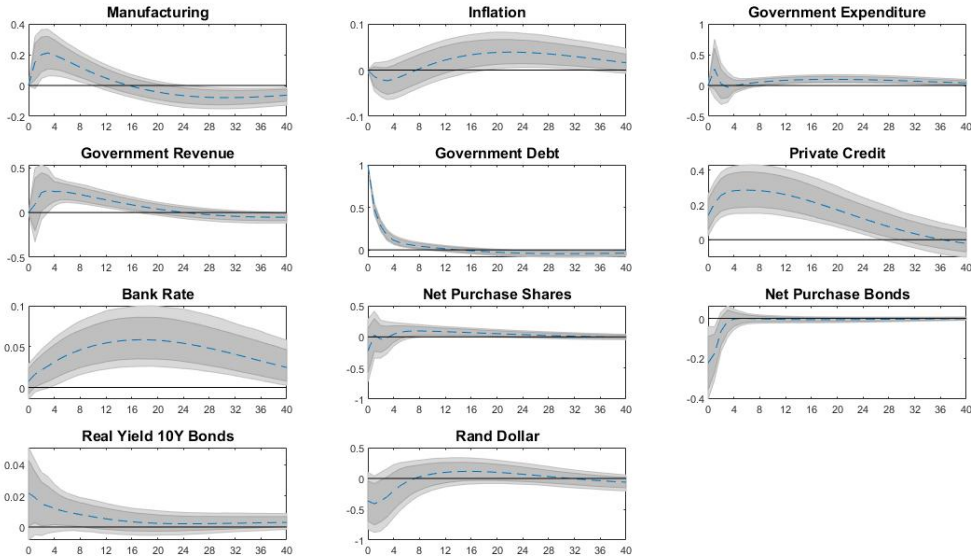 Manufacturing
0.4
0.2
0
-0.2
0 4 8 12 16 20 24 28 32 36 40
Inflation
0.1
0
-0.1
0 4 8 12 16 20 24 28 32 36 40
Government Expenditure
1
0.5
0
-0.5
0 4 8 12 16 20 24 28 32 36 40
Government Revenue
0.5
0
-0.5
0 4 8 12 16 20 24 28 32 36 40
Government Debt
1
0.5
0
0 4 8 12 16 20 24 28 32 36 40
Private Credit
0.4
0.2
0
0 4 8 12 16 20 24 28 32 36 40
Bank Rate
0.1
0.05
0
0 4 8 12 16 20 24 28 32 36 40
Net Purchase Shares
0.5
0
-0.5
-1
0 4 8 12 16 20 24 28 32 36 40
Net Purchase Bonds
0
-0.2
-0.4
0 4 8 12 16 20 24 28 32 36 40
Real Yield 10Y Bonds
0.04
0.02
0
0 4 8 12 16 20 24 28 32 36 40
Rand Dollar
0.5
0
-0.5
-1
0 4 8 12 16 20 24 28 32 36 40